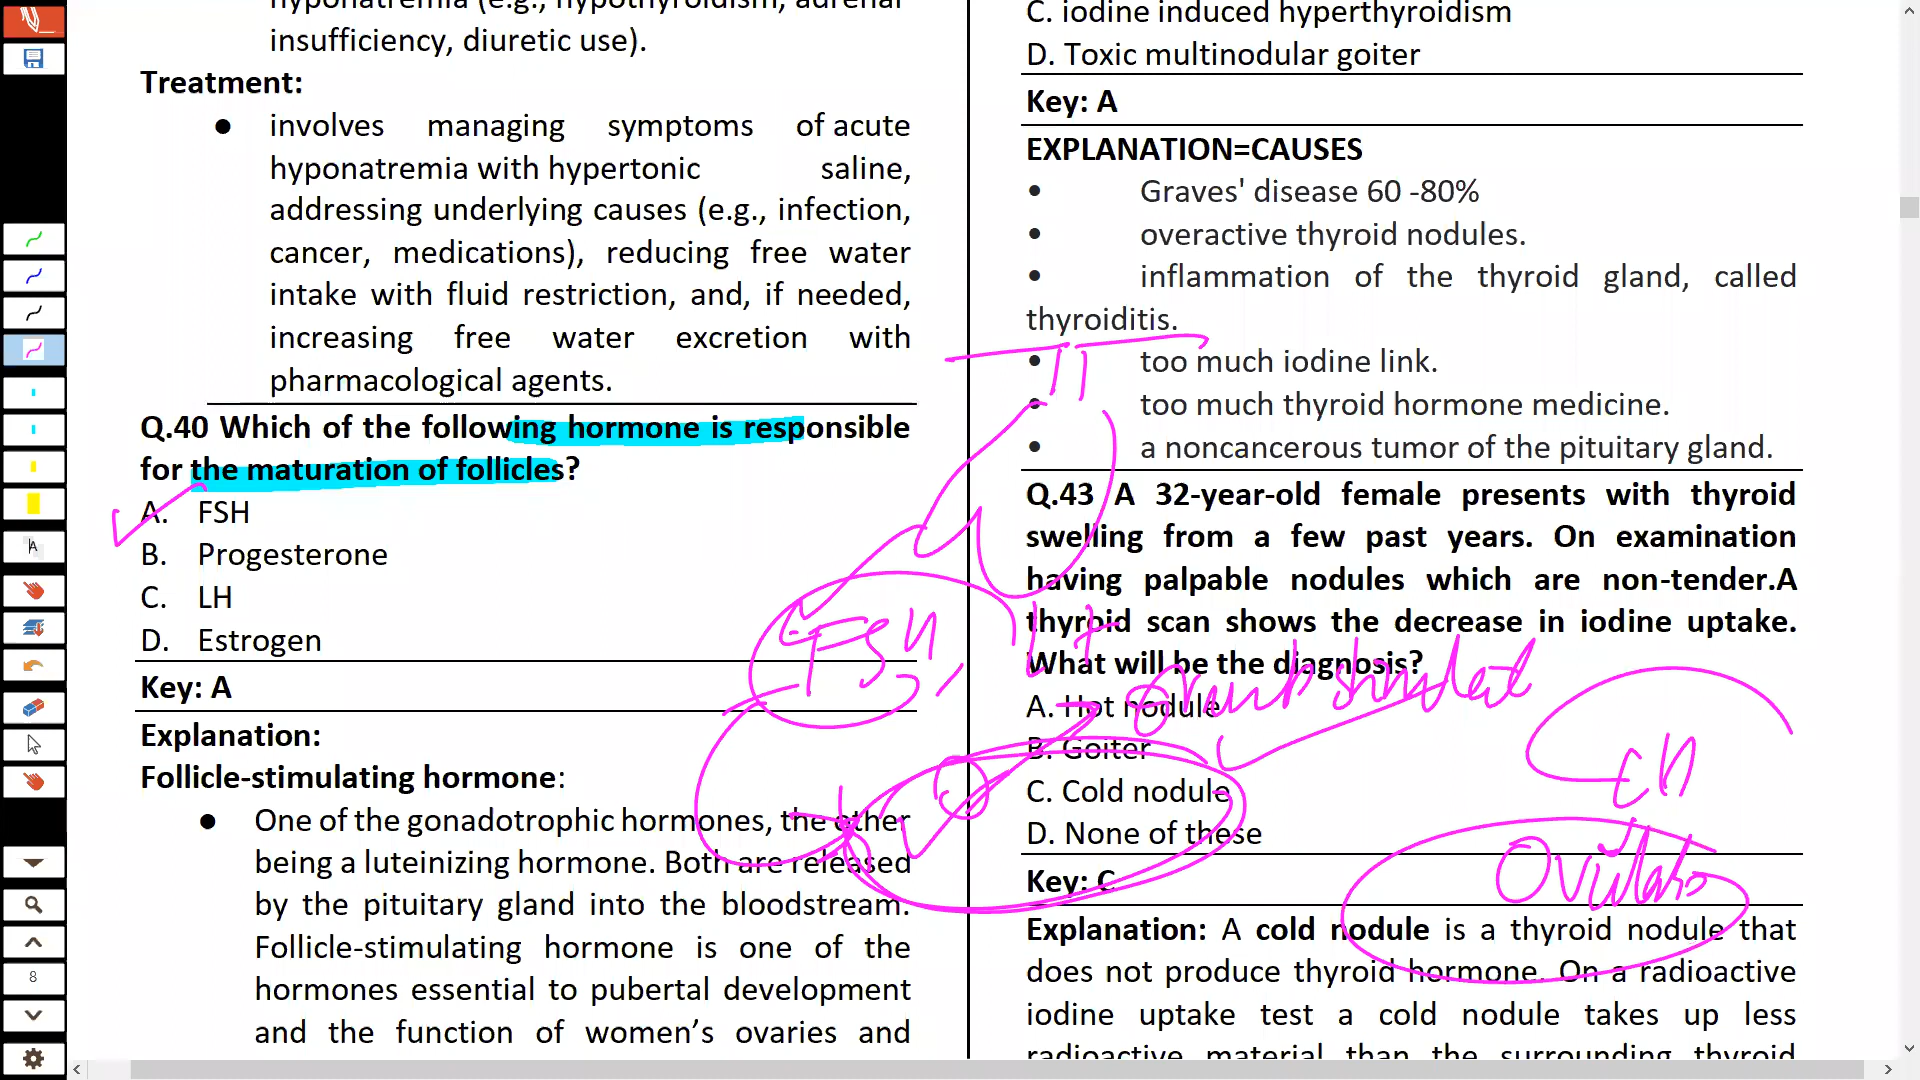 hyponatremia (e.g., hypothyroidism, adrenal
insufficiency, diuretic use).
Treatment:
● involves managing symptoms of acute
hyponatremia with hypertonic saline,
addressing underlying causes (e.g., infection,
cancer, medications), reducing free water
intake with fluid restriction, and, if needed,
increasing free water excretion with
pharmacological agents.
Q.40 Which of the following hormone is responsible
for the maturation of follicles?
A. FSH
B. Progesterone
C. LH
D. Estrogen
Key: A
Explanation:
Follicle-stimulating hormone:
● One of the gonadotrophic hormones, the other
being a luteinizing hormone. Both are released
by the pituitary gland into the bloodstream.
Follicle-stimulating hormone is one of the
hormones essential to pubertal development
and the function of women’s ovaries and
C. iodine induced hyperthyroidism
D. Toxic multinodular goiter
Key: A
EXPLANATION=CAUSES
• Graves' disease 60 -80%
• overactive thyroid nodules.
• inflammation of the thyroid gland, called
thyroiditis.
• too much iodine link.
• too much thyroid hormone medicine.
• a noncancerous tumor of the pituitary gland.
Q.43 A 32-year-old female presents with thyroid
swelling from a few past years. On examination
having palpable nodules which are non-tender.A
thyroid scan shows the decrease in iodine uptake.
What will be the diagnosis?
A. Hot nodule
B. Goiter
C. Cold nodule
D. None of these
Key: C
Explanation: A cold nodule is a thyroid nodule that
does not produce thyroid hormone. On a radioactive
iodine uptake test a cold nodule takes up less
radioactive material than the surrounding thyroid
FSH
LH
A
8